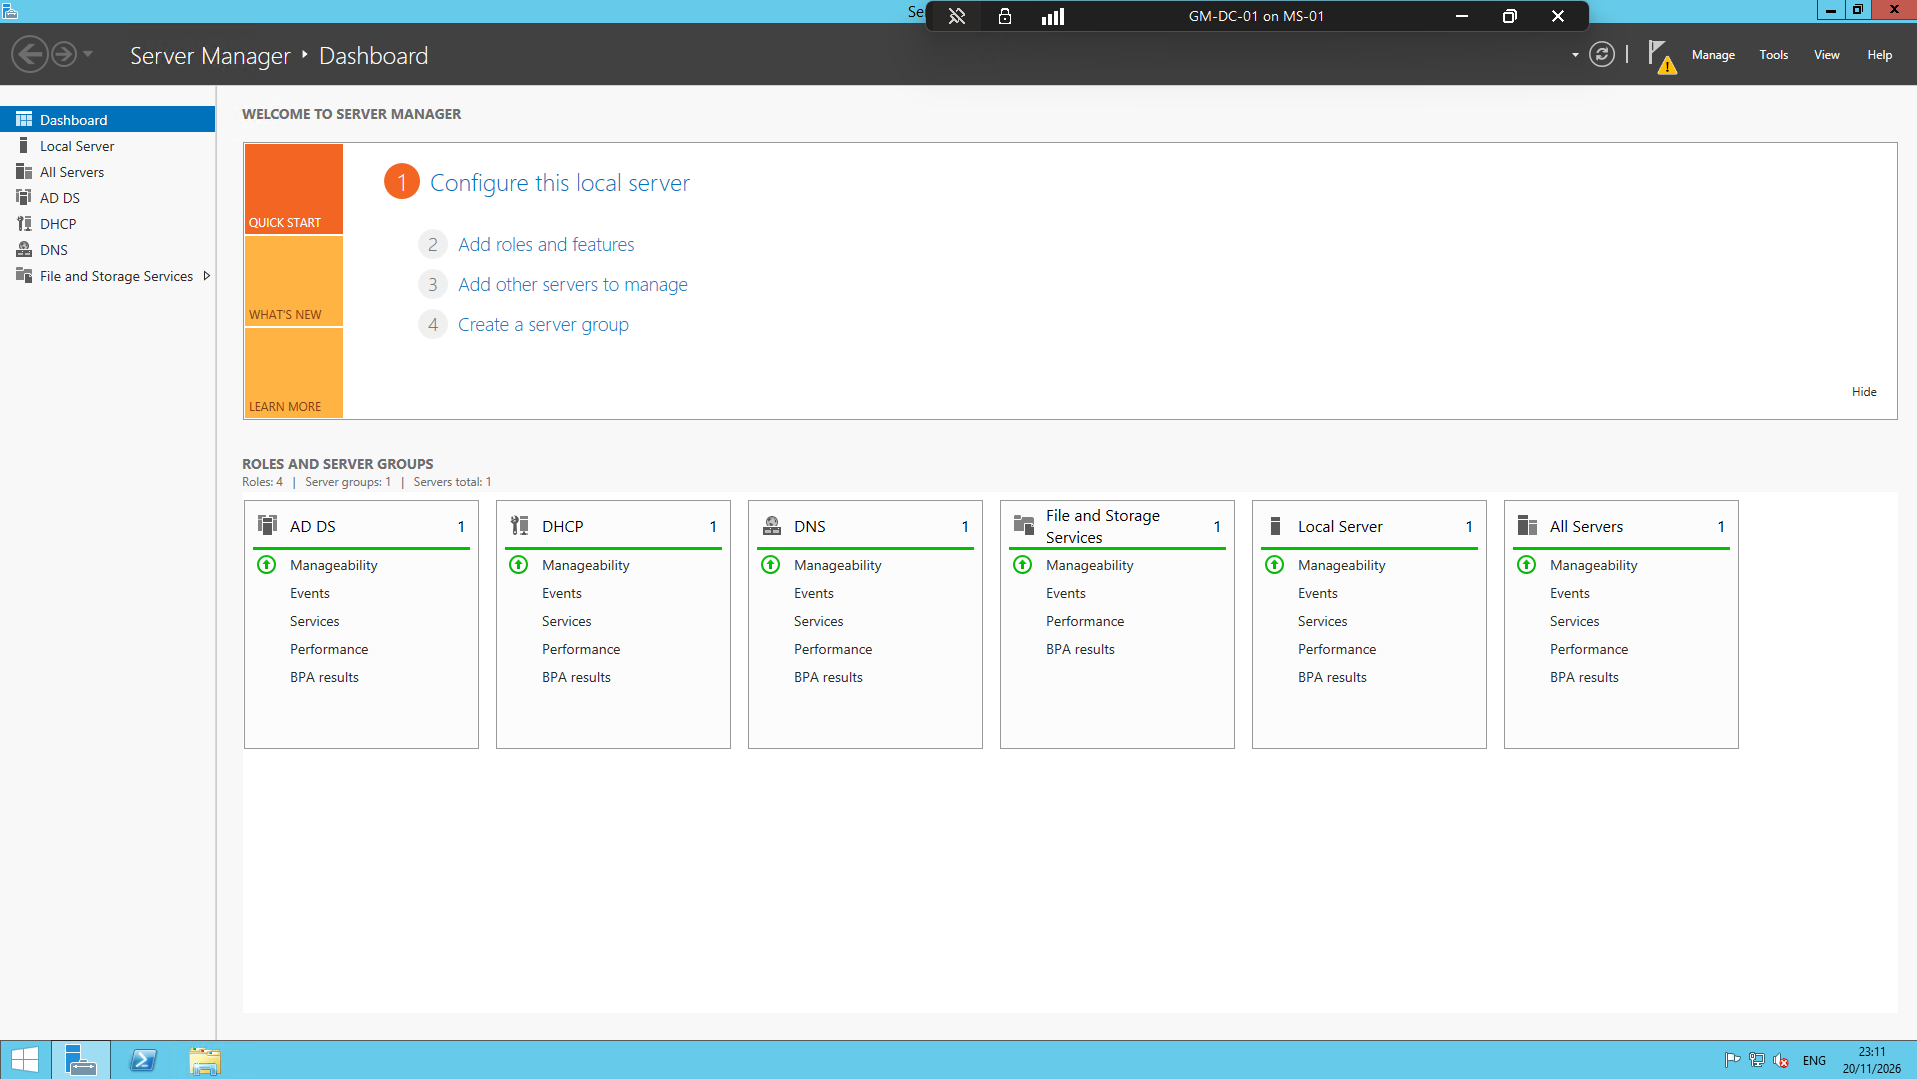 Se
GM-DC-01 on MS-01
Server Manager
Dashboard
Manage
Tools
View
Help
Dashboard
Local Server
All Servers
AD DS
DHCP
DNS
File and Storage Services
WELCOME TO SERVER MANAGER
QUICK START
WHAT'S NEW
LEARN MORE
1 Configure this local server
2 Add roles and features
3 Add other servers to manage
4 Create a server group
Hide
ROLES AND SERVER GROUPS
Roles: 4 | Server groups: 1 | Servers total: 1
AD DS 1
Manageability
Events
Services
Performance
BPA results
DHCP 1
Manageability
Events
Services
Performance
BPA results
DNS 1
Manageability
Events
Services
Performance
BPA results
File and Storage
Services 1
Manageability
Events
Performance
BPA results
Local Server 1
Manageability
Events
Services
Performance
BPA results
All Servers 1
Manageability
Events
Services
Performance
BPA results
ENG
23:11
20/11/2026